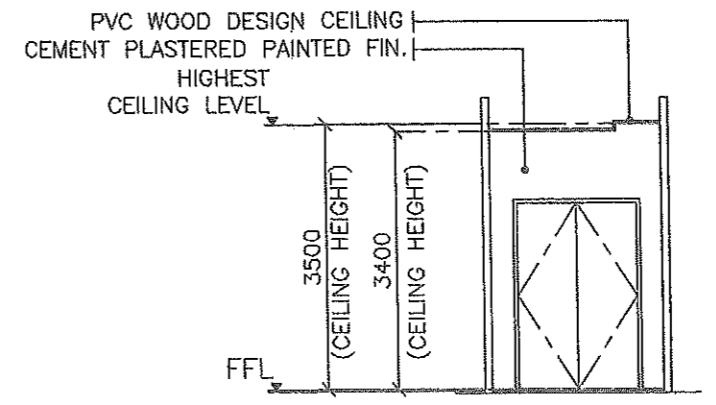 PVC WOOD DESIGN CEILING
CEMENT PLASTERED PAINTED FIN.
HIGHEST
CEILING LEVEL
3500
(CEILING HEIGHT)
3400
(CEILING HEIGHT)
FFL